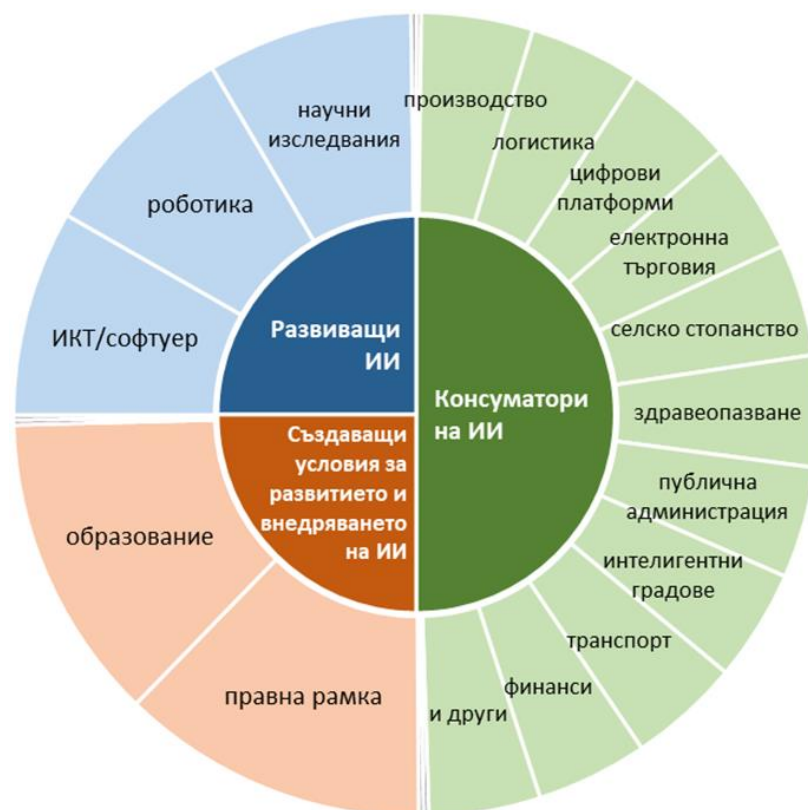 научни
изследвания
роботика
ИКТ/софтуер
Развиващи
ИИ
производство
логистика
цифрови
платформи
електронна
търговия
селско стопанство
здравеопазване
публична
администрация
интелигентни
градове
транспорт
финанси
и други
Консуматори
на ИИ
Създаващи
условия за
развитието и
внедряването
на ИИ
образование
правна рамка